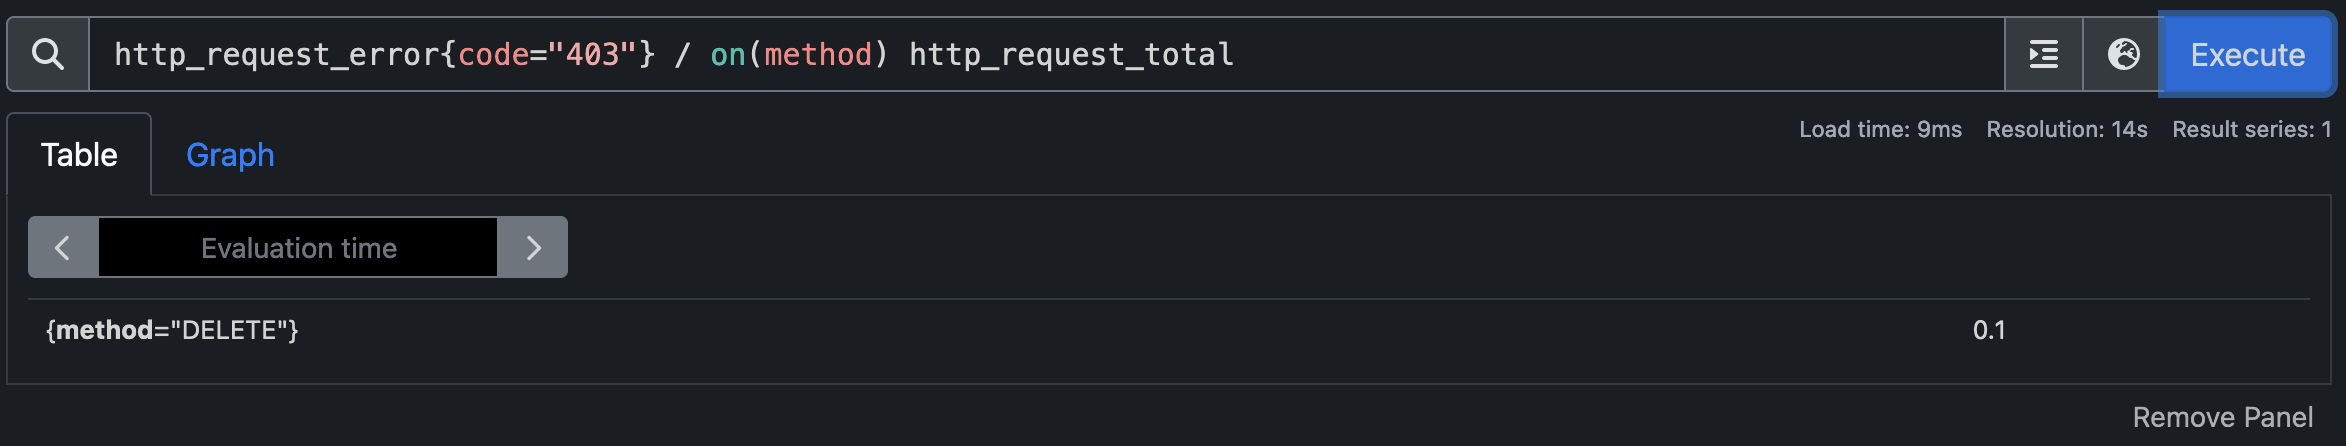 http_request_error{code="403"} / on(method) http_request_total
Execute
Table
Graph
Load time: 9ms
Resolution: 14s
Result series: 1
Evaluation time
{method="DELETE"}
0.1
Remove Panel